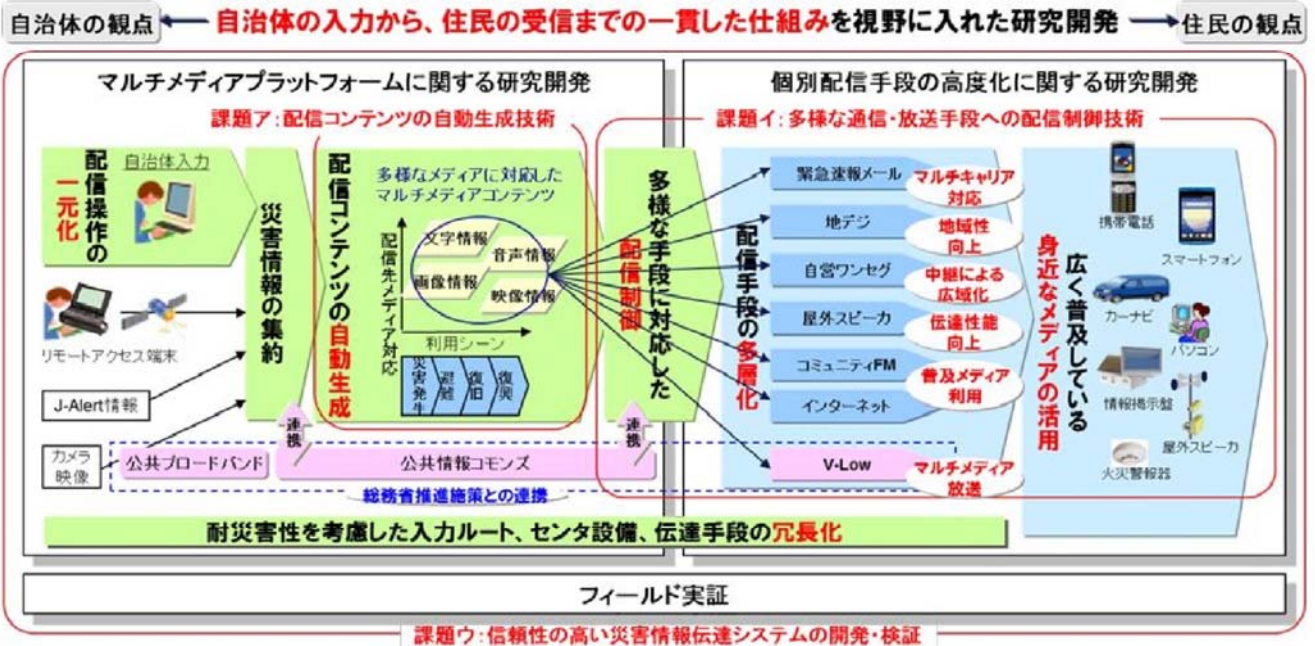 自治体の観点
自治体の入力から、住民の受信までの一貫した仕組みを視野に入れた研究開発
住民の観点
マルチメディアプラットフォームに関する研究開発
課題ア：配信コンテンツの自動生成技術
配信操作の
一元化
自治体入力
リモートアクセス端末
J-Alert情報
カメラ
映像
災害情報の集約
配信コンテンツの自動生成
多様なメディアに対応した
マルチメディアコンテンツ
配信先メディア対応
文字情報
音声情報
画像情報
映像情報
利用シーン
災害発生
避難
復旧
復興
多様な手段に対応した
配信制御
連携
連携
公共ブロードバンド
公共情報コモンズ
総務省推進施策との連携
耐災害性を考慮した入力ルート、センタ設備、伝達手段の冗長化
個別配信手段の高度化に関する研究開発
課題イ：多様な通信・放送手段への配信制御技術
配信手段の多層化
緊急速報メール
マルチキャリア
対応
地デジ
地域性
向上
自営ワンセグ
中継による
広域化
屋外スピーカ
伝達性能
向上
コミュニティFM
インターネット
普及メディア
利用
V-Low
マルチメディア
放送
広く普及している
身近なメディアの活用
携帯電話
スマートフォン
カーナビ
パソコン
情報掲示盤
屋外スピーカ
火災警報器
フィールド実証
課題ウ：信頼性の高い災害情報伝達システムの開発・検証